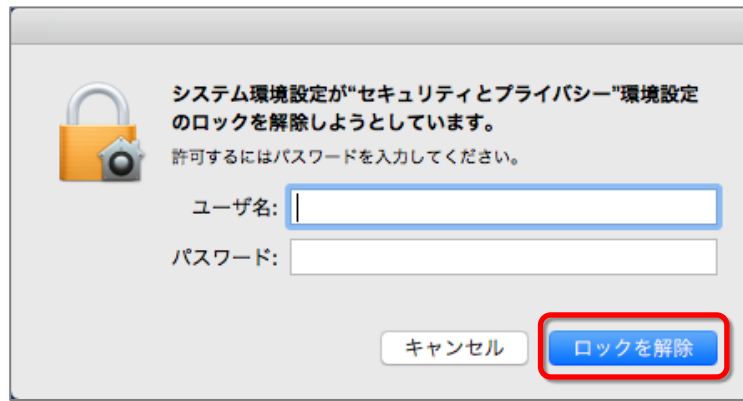 システム環境設定が“セキュリティとプライバシー”環境設定
のロックを解除しようとしています。
許可するにはパスワードを入力してください。
ユーザ名:
パスワード:
キャンセル ロックを解除